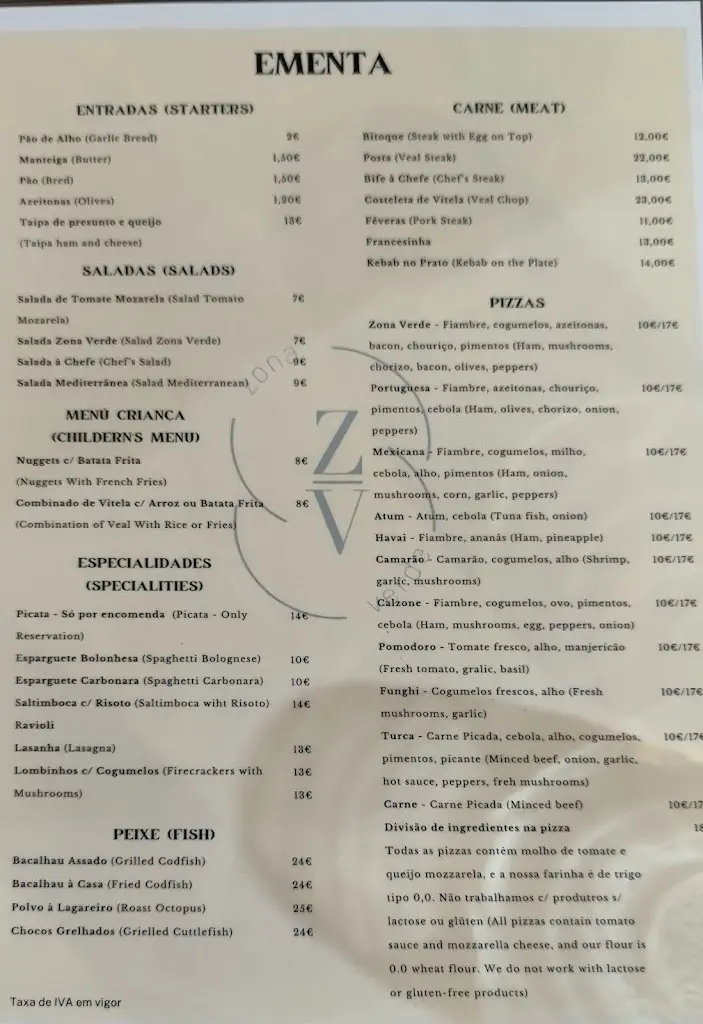 EMENTA
ENTRADAS (STARTERS)
Pão de Alho (Garlic Bread) 2€
Manteiga (Butter) 1,50€
Pão (Bred) 1,50€
Azeitonas (Olives) 1,20€
Taipa de presunto e queijo 13€
(Taipa ham and cheese)
SALADAS (SALADS)
Salada de Tomate Mozarela (Salad Tomato 7€
Mozarela)
Salada Zona Verde (Salad Zona Verde) 7€
Salada à Chefe (Chef's Salad) 9€
Salada Mediterrânea (Salad Mediterranean) 9€
MENÚ CRIANCA
(CHILDERNS MENU)
Nuggets c/ Batata Frita 8€
(Nuggets With French Fries)
Combinado de Vitela c/ Arroz ou Batata Frita 8€
(Combination of Veal With Rice or Fries)
ESPECIALIDADES
(SPECIALITIES)
Picata - Só por encomenda (Picata - Only 14€
Reservation)
Esparguete Bolonhesa (Spaghetti Bolognese) 10€
Esparguete Carbonara (Spaghetti Carbonara) 10€
Saltimboca c/ Risoto (Saltimboca wiht Risoto) 14€
Ravioli
Lasanha (Lasagna) 13€
Lombinhos c/ Cogumelos (Firecrackers with 13€
Mushrooms) 13€
PEIXE (FISH)
Bacalhau Assado (Grilled Codfish) 24€
Bacalhau à Casa (Fried Codfish) 24€
Polvo à Lagareiro (Roast Octopus) 25€
Chocos Grelhados (Grielled Cuttlefish) 24€
Taxa de IVA em vigor
CARNE (MEAT)
Bitoque (Steak with Egg on Top) 12,00€
Posta (Veal Steak) 22,00€
Bife à Chefe (Chef's Steak) 13,00€
Costeleta de Vitela (Veal Chop) 23,00€
Fêveras (Pork Steak) 11,00€
Francesinha 13,00€
Kebab no Prato (Kebab on the Plate) 14,00€
PIZZAS
Zona Verde - Fiambre, cogumelos, azeitonas, 10€/17€
bacon, chouriço, pimentos (Ham, mushrooms,
chorizo, bacon, olives, peppers)
Portuguesa - Fiambre, azeitonas, chouriço, 10€/17€
pimentos, cebola (Ham, olives, chorizo, onion,
peppers)
Mexicana - Fiambre, cogumelos, milho, 10€/17€
cebola, alho, pimentos (Ham, onion,
mushrooms, corn, garlic, peppers)
Atum - Atum, cebola (Tuna fish, onion) 10€/17€
Havai - Fiambre, ananás (Ham, pineapple) 10€/17€
Camarão - Camarão, cogumelos, alho (Shrimp, 10€/17€
garlic, mushrooms)
Calzone - Fiambre, cogumelos, ovo, pimentos, 10€/17€
cebola (Ham, mushrooms, egg, peppers, onion)
Pomodoro - Tomate fresco, alho, manjericão 10€/17€
(Fresh tomato, gralic, basil)
Funghi - Cogumelos frescos, alho (Fresh 10€/17€
mushrooms, garlic)
Turca - Carne Picada, cebola, alho, cogumelos, 10€/17€
pimentos, picante (Minced beef, onion, garlic,
hot sauce, peppers, freh mushrooms)
Carne - Carne Picada (Minced beef) 10€/17
Divisão de ingredientes na pizza
Todas as pizzas contêm molho de tomate e
queijo mozzarela, e a nossa farinha é de trigo
tipo 0,0. Não trabalhamos c/ produtros s/
lactose ou glúten (All pizzas contain tomato
sauce and mozzarella cheese, and our flour is
0.0 wheat flour. We do not work with lactose
or gluten-free products)
zona
Z
V
verde